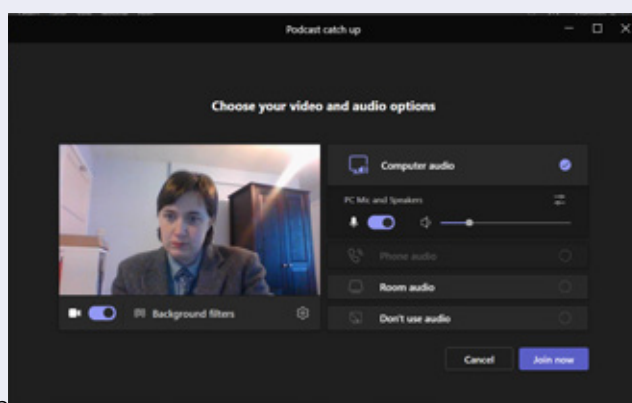 Podcast catch up
Choose your video and audio options
Computer audio
PC Mic and Speakers
Phone audio
Background filters
Room audio
Don't use audio
Cancel
Join now